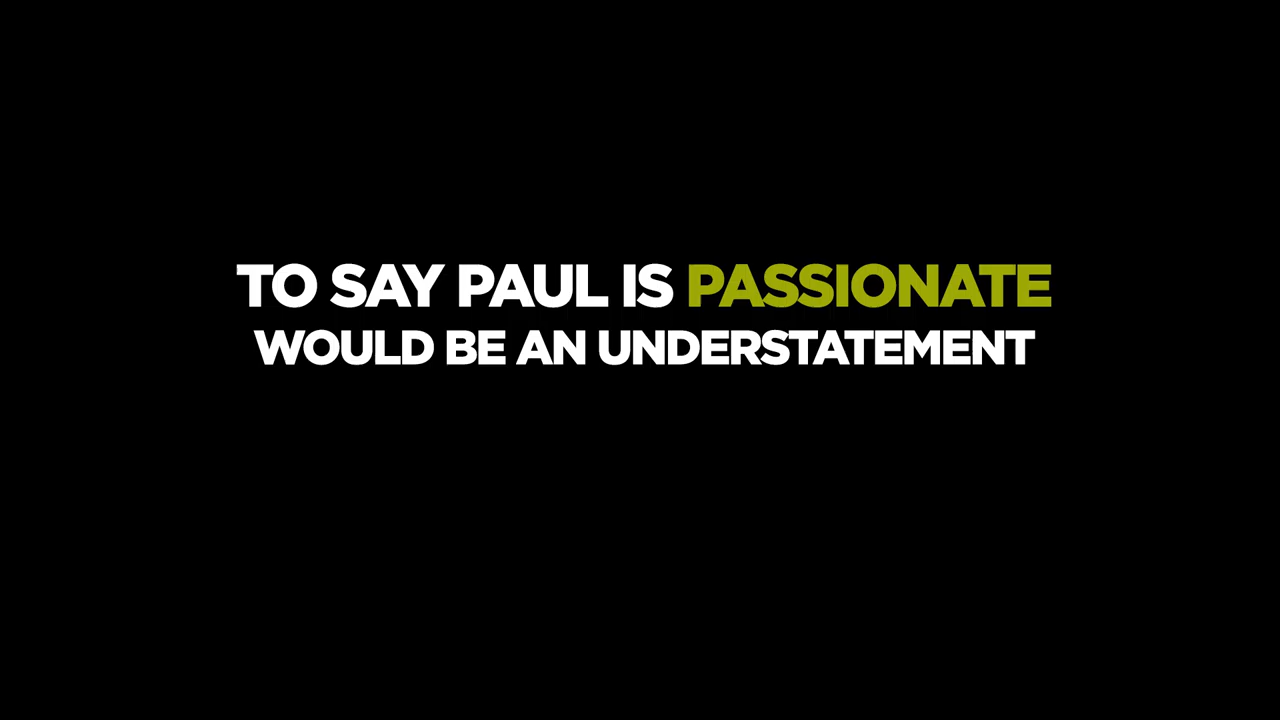 TO SAY PAUL IS PASSIONATE
WOULD BE AN UNDERSTATEMENT